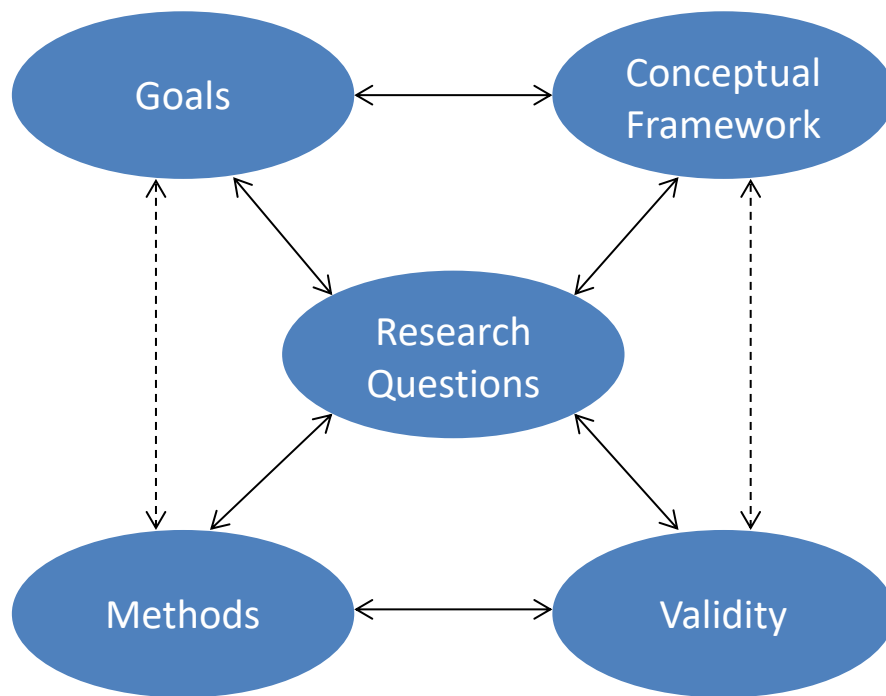 Goals
Conceptual
Framework
Research
Questions
Methods
Validity